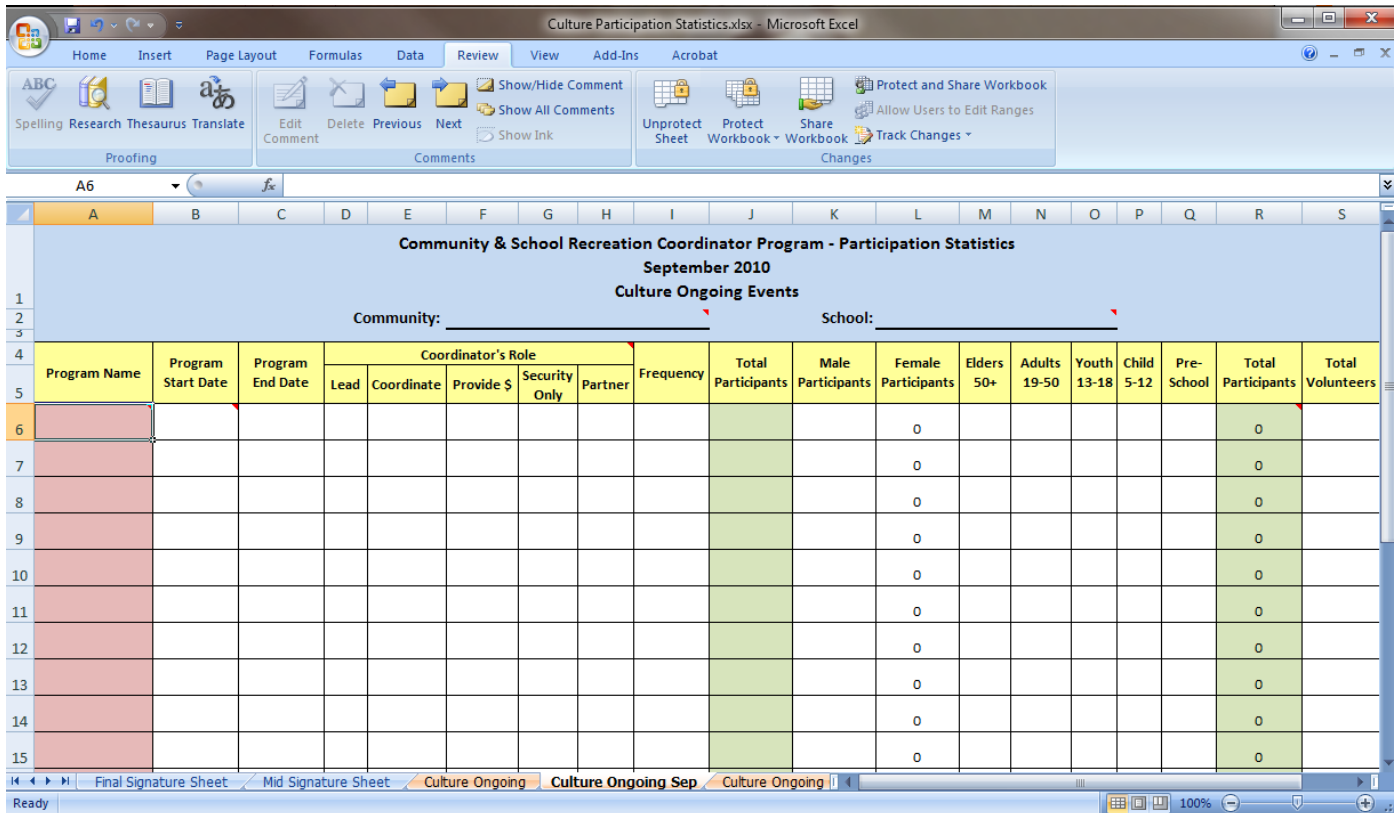 Culture Participation Statistics.xlsx - Microsoft Excel
Home Insert Page Layout Formulas Data Review View Add-Ins Acrobat
ABC
Spelling Research Thesaurus Translate
Proofing
Edit Comment Delete Previous Next
Show/Hide Comment
Show All Comments
Show Ink
Comments
Unprotect Sheet Protect Workbook Share Workbook
Protect and Share Workbook
Allow Users to Edit Ranges
Track Changes
Changes
A6 fx
A B C D E F G H I J K L M N O P Q R S
1 Community & School Recreation Coordinator Program - Participation Statistics
September 2010
Culture Ongoing Events
2 Community: School:
3
4 Program Name Program Start Date Program End Date Coordinator's Role Frequency Total Participants Male Participants Female Participants Elders 50+ Adults 19-50 Youth 13-18 Child 5-12 Pre-School Total Participants Total Volunteers
5 Lead Coordinate Provide $ Security Only Partner
6 0 0
7 0 0
8 0 0
9 0 0
10 0 0
11 0 0
12 0 0
13 0 0
14 0 0
15 0 0
Final Signature Sheet Mid Signature Sheet Culture Ongoing Culture Ongoing Sep Culture Ongoing
Ready 100%